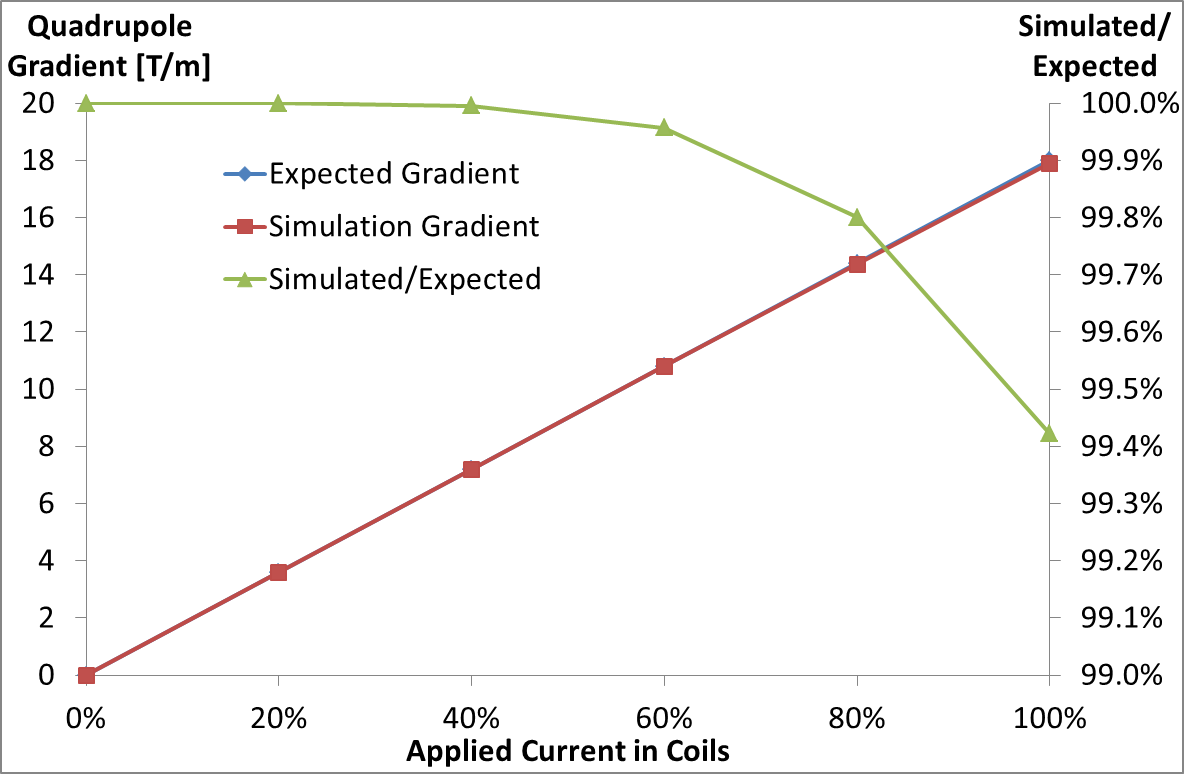 Quadrupole
Gradient [T/m]
Simulated/
Expected
20
18
16
14
12
10
8
6
4
2
0
Expected Gradient
Simulation Gradient
Simulated/Expected
100.0%
99.9%
99.8%
99.7%
99.6%
99.5%
99.4%
99.3%
99.2%
99.1%
99.0%
0% 20% 40% 60% 80% 100%
Applied Current in Coils